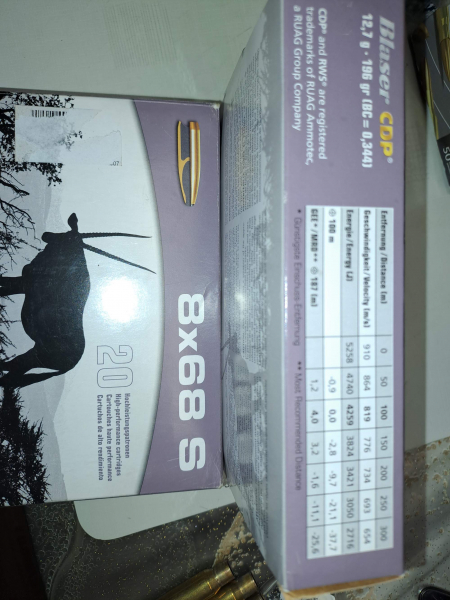 8x68 S
20
Hochleistungspatronen
High-performance cartridges
Cartouches haute performance
Cartuchos de alto rendimiento
Blaser CDP®
12,7 g · 196 gr (BC = 0,344)
CDP® and RWS® are registered
trademarks of RUAG Ammotec,
a RUAG Group Company
Entfernung / Distance (m) 0 50 100 150 200 250 300
Geschwindigkeit / Velocity (m/s) 910 864 819 776 734 693 654
Energie / Energy (J) 5258 4740 4259 3824 3421 3050 2716
⊕ 100 m -0,9 0,0 -2,8 -9,7 -21,1 -37,7
GEE* / MRD** ⊕ 187 (m) 1,2 4,0 3,2 -1,6 -11,1 -25,6
* Günstigste Einschuss-Entfernung ** Most Recommended Distance
50